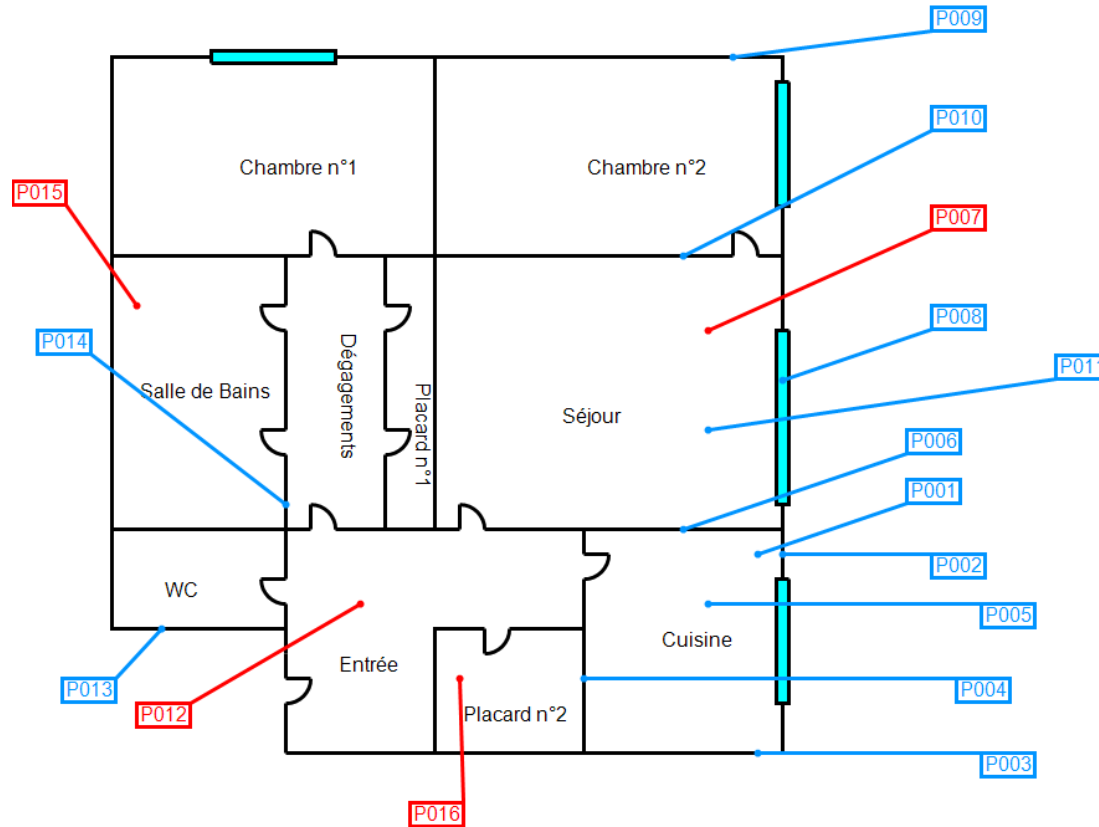 P009
P010
Chambre n°1
Chambre n°2
P015
P007
P008
P014
Dégagements
P011
Salle de Bains
Placard n°1
Séjour
P006
P001
P002
WC
P005
Cuisine
Entrée
P013
P004
P012
Placard n°2
P003
P016